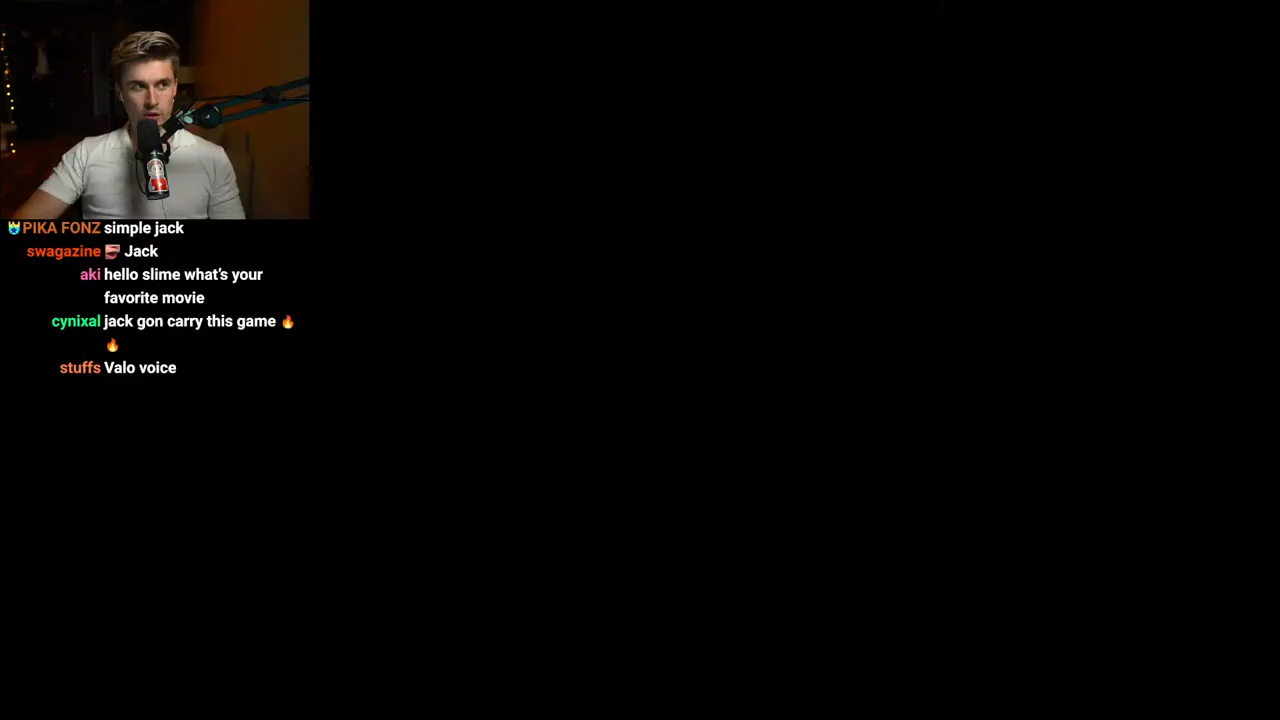 PIKA FONZ simple jack
swagazine Jack
aki hello slime what's your
favorite movie
cynixal jack gon carry this game 🔥
🔥
stuffs Valo voice